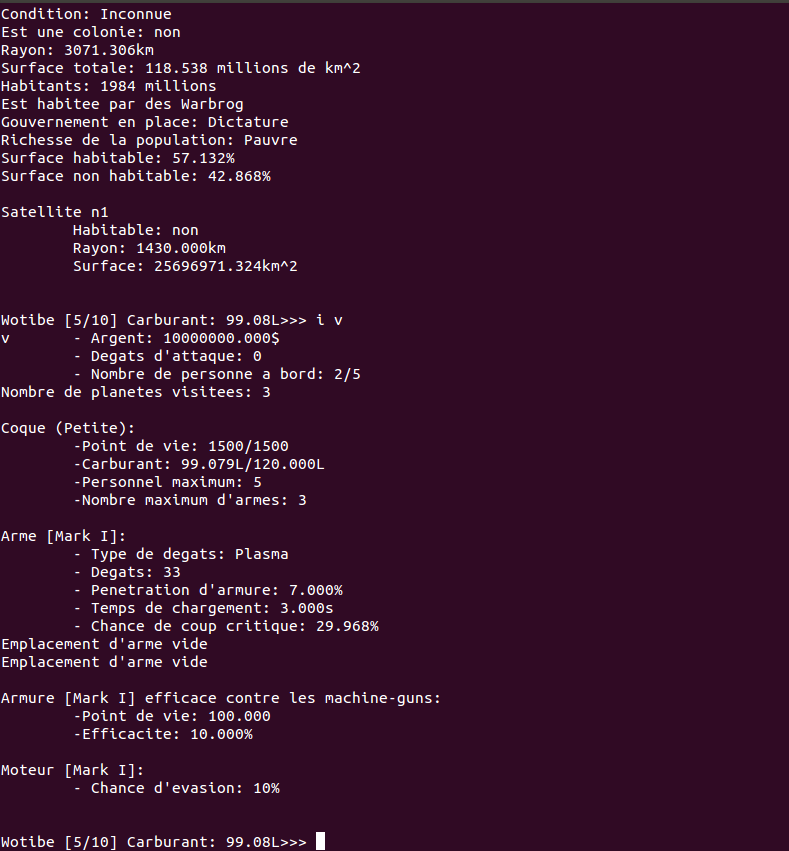 Condition: Inconnue
Est une colonie: non
Rayon: 3071.306km
Surface totale: 118.538 millions de km^2
Habitants: 1984 millions
Est habitee par des Warbrog
Gouvernement en place: Dictature
Richesse de la population: Pauvre
Surface habitable: 57.132%
Surface non habitable: 42.868%
Satellite n1
Habitable: non
Rayon: 1430.000km
Surface: 25696971.324km^2
Wotibe [5/10] Carburant: 99.08L>>> i v
v - Argent: 10000000.000$
- Degats d'attaque: 0
- Nombre de personne a bord: 2/5
Nombre de planetes visitees: 3
Coque (Petite):
-Point de vie: 1500/1500
-Carburant: 99.079L/120.000L
-Personnel maximum: 5
-Nombre maximum d'armes: 3
Arme [Mark I]:
- Type de degats: Plasma
- Degats: 33
- Penetration d'armure: 7.000%
- Temps de chargement: 3.000s
- Chance de coup critique: 29.968%
Emplacement d'arme vide
Emplacement d'arme vide
Armure [Mark I] efficace contre les machine-guns:
-Point de vie: 100.000
-Efficacite: 10.000%
Moteur [Mark I]:
- Chance d'evasion: 10%
Wotibe [5/10] Carburant: 99.08L>>>